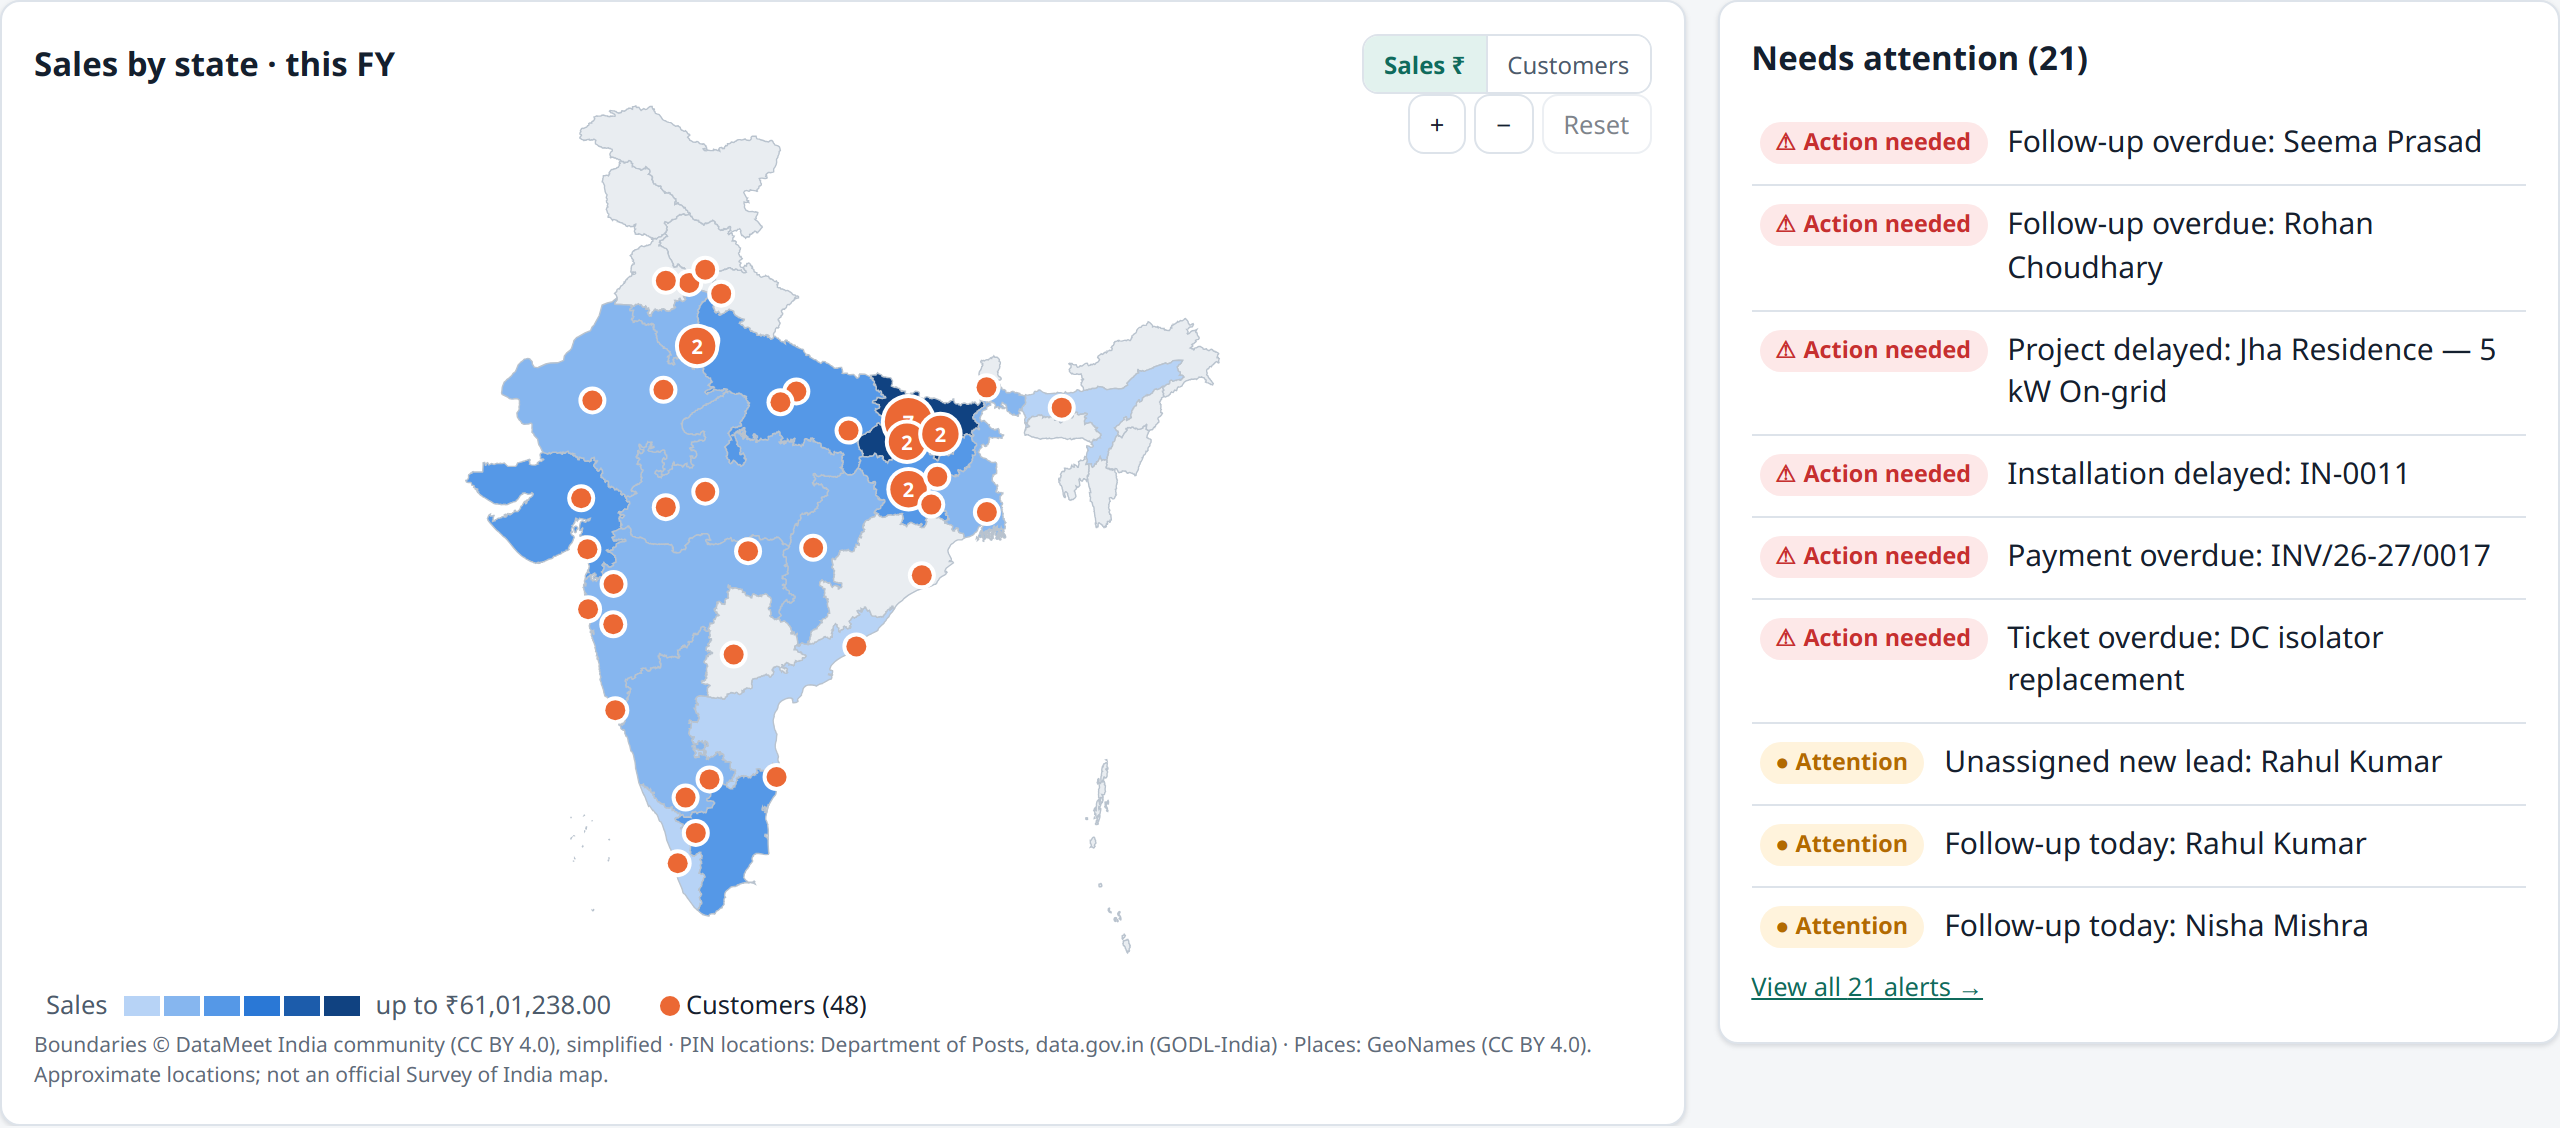 Sales by state · this FY
Sales ₹
Customers
+
−
Reset
2
2
2
2
Sales
up to ₹61,01,238.00
Customers (48)
Boundaries © DataMeet India community (CC BY 4.0), simplified · PIN locations: Department of Posts, data.gov.in (GODL-India) · Places: GeoNames (CC BY 4.0).
Approximate locations; not an official Survey of India map.
Needs attention (21)
⚠ Action needed Follow-up overdue: Seema Prasad
⚠ Action needed Follow-up overdue: Rohan
Choudhary
⚠ Action needed Project delayed: Jha Residence — 5
kW On-grid
⚠ Action needed Installation delayed: IN-0011
⚠ Action needed Payment overdue: INV/26-27/0017
⚠ Action needed Ticket overdue: DC isolator
replacement
● Attention Unassigned new lead: Rahul Kumar
● Attention Follow-up today: Rahul Kumar
● Attention Follow-up today: Nisha Mishra
View all 21 alerts →